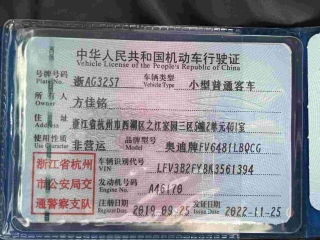 中华人民共和国机动车行驶证
Vehicle License of the People's Republic of China
号牌号码 浙AG32S7 车辆类型 小型普通客车
Plate No. Vehicle Type
所有人 方佳铭
Owner
住址 浙江省杭州市西湖区之江家园三区 幢2单元 室
Address
使用性质 非营运 品牌型号 奥迪牌FV6481LBQCG
Use Character Model
浙江省杭州
市公安局交
通警察支队
车辆识别代号 LFV3B2FY8K3561394
VIN
发动机号码 A46170
Engine No.
注册日期 2019-09-25 发证日期 2022-11-25
Register Date Issue Date